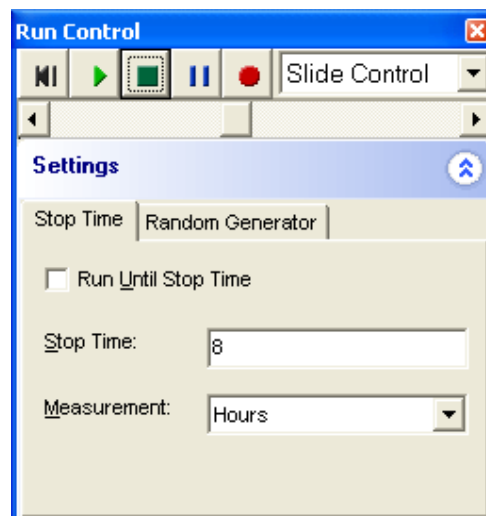 Run Control
Slide Control
Settings
Stop Time Random Generator
Run Until Stop Time
Stop Time: 8
Measurement: Hours